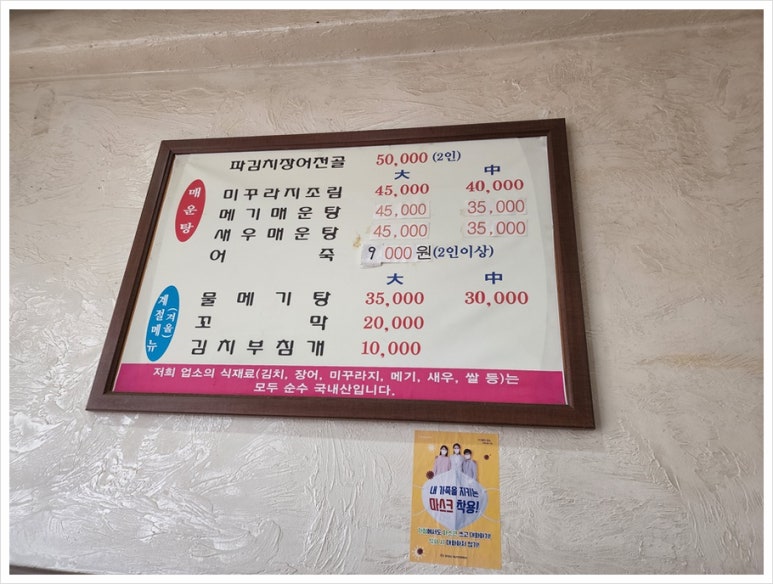 파김치장어전골 50,000 (2인)
大 中
매운탕
미꾸라지조림 45,000 40,000
메기매운탕 45,000 35,000
새우매운탕 45,000 35,000
어죽 9,000원(2인이상)
大 中
계절메뉴(겨울)
물메기탕 35,000 30,000
꼬막 20,000
김치부침개 10,000
저희 업소의 식재료(김치, 장어, 미꾸라지, 메기, 새우, 쌀 등)는
모두 순수 국내산입니다.
내 가족을 지키는
마스크 착용!